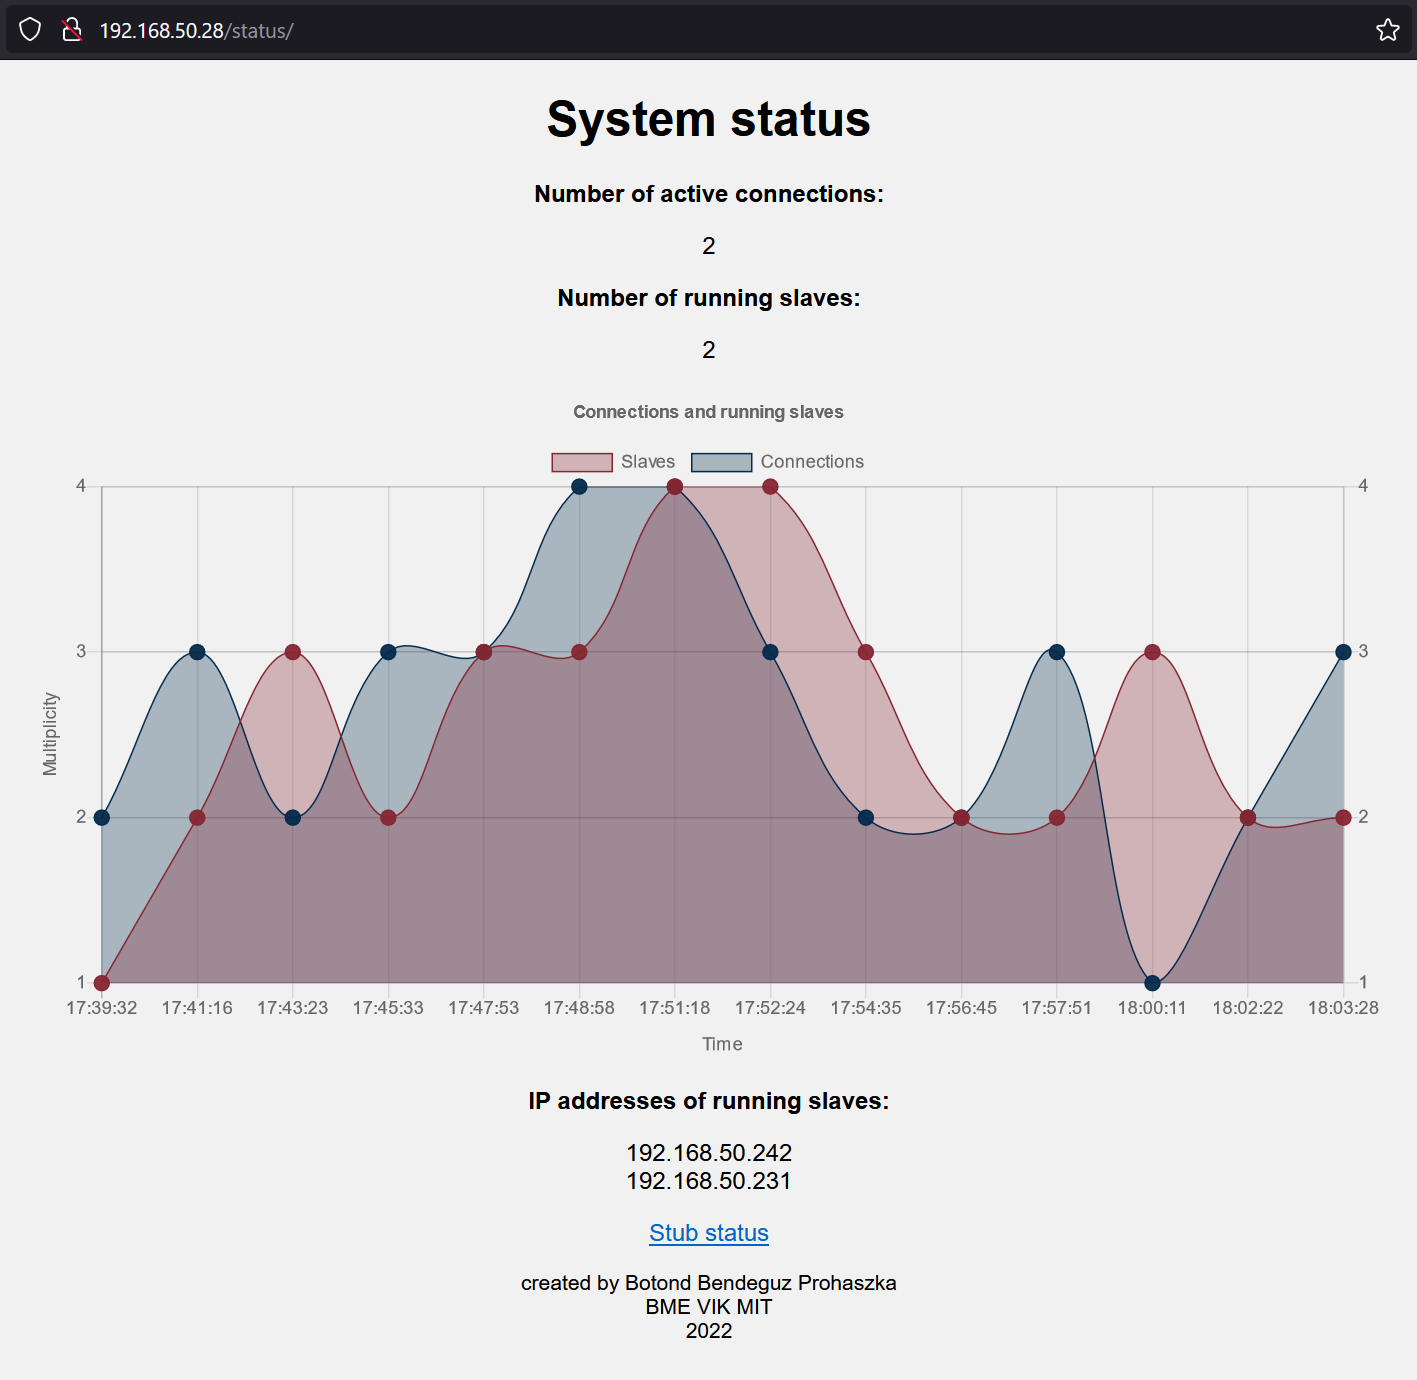 192.168.50.28/status/
System status
Number of active connections:
2
Number of running slaves:
2
Connections and running slaves
Slaves Connections
4 4
3 3
Multiplicity
2 2
1 1
17:39:32 17:41:16 17:43:23 17:45:33 17:47:53 17:48:58 17:51:18 17:52:24 17:54:35 17:56:45 17:57:51 18:00:11 18:02:22 18:03:28
Time
IP addresses of running slaves:
192.168.50.242
192.168.50.231
Stub status
created by Botond Bendeguz Prohaszka
BME VIK MIT
2022